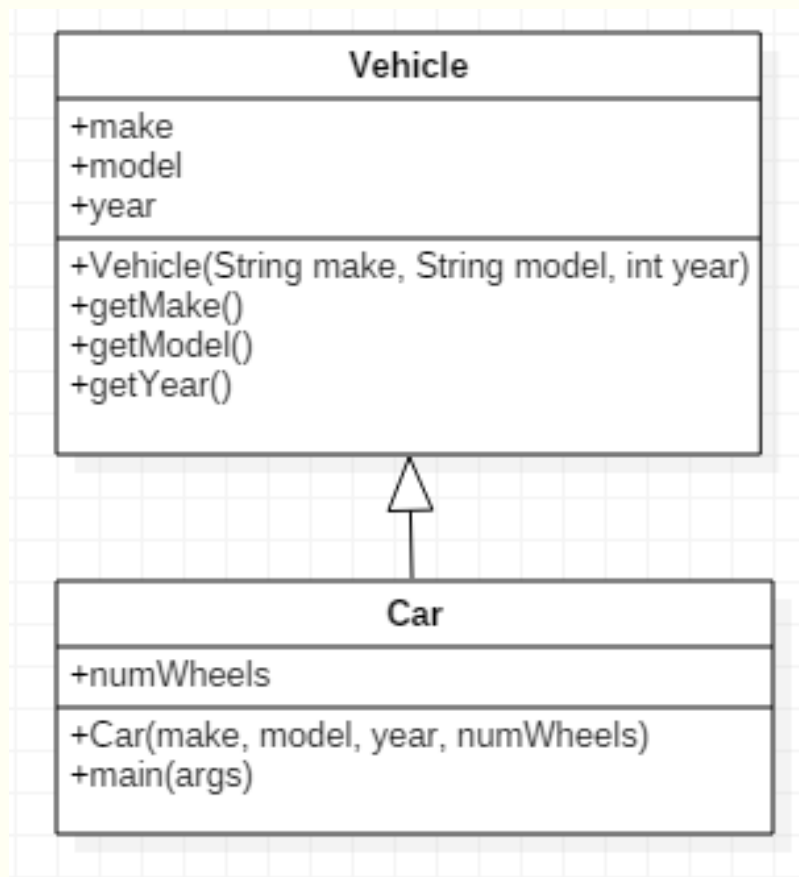 Vehicle
+make
+model
+year
+Vehicle(String make, String model, int year)
+getMake()
+getModel()
+getYear()
Car
+numWheels
+Car(make, model, year, numWheels)
+main(args)